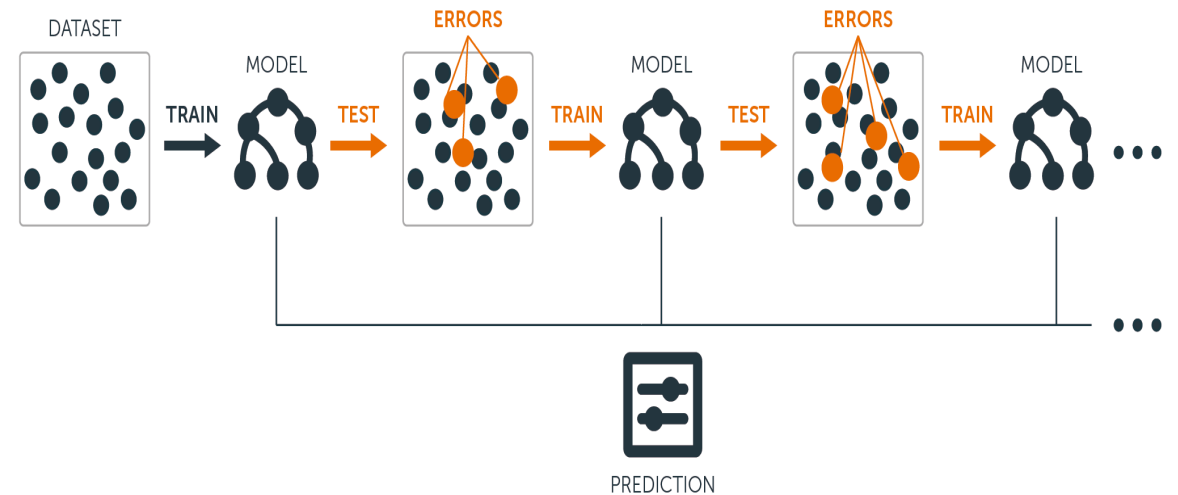 DATASET
MODEL
ERRORS
MODEL
ERRORS
MODEL
TRAIN
TEST
TRAIN
TEST
TRAIN
PREDICTION